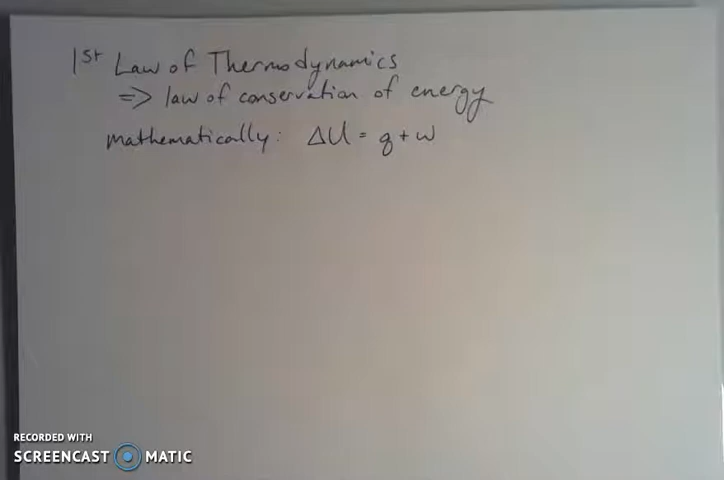 1st Law of Thermodynamics
=> law of conservation of energy
mathematically: ΔU = q + w
RECORDED WITH
SCREENCAST MATIC